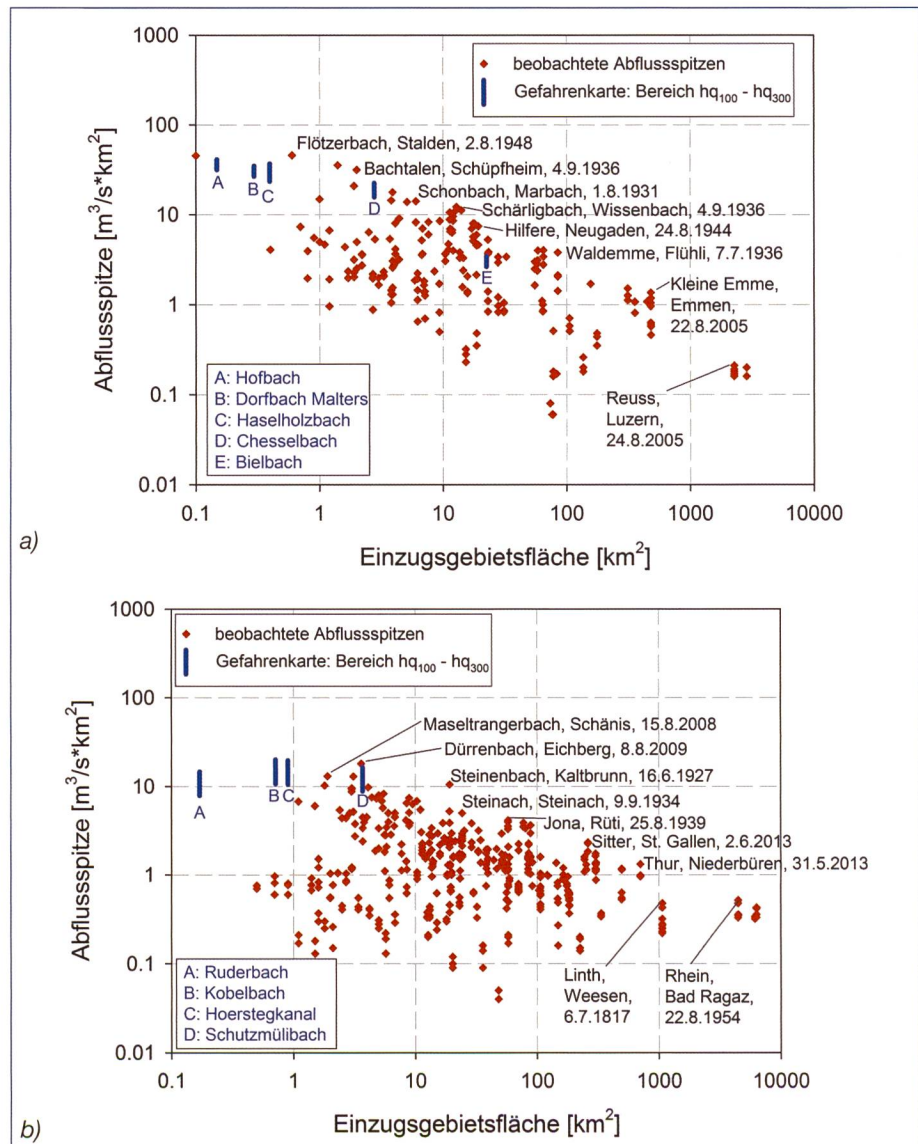 1000
100
10
1
0.1
0.01
Abflussspitze [m³/s*km²]
beobachtete Abflussspitzen
Gefahrenkarte: Bereich hq₁₀₀ - hq₃₀₀
Flötzerbach, Stalden, 2.8.1948
Bachtalen, Schüpfheim, 4.9.1936
Schonbach, Marbach, 1.8.1931
Schärligbach, Wissenbach, 4.9.1936
Hilfere, Neugaden, 24.8.1944
Waldemme, Flühli, 7.7.1936
Kleine Emme,
Emmen,
22.8.2005
Reuss,
Luzern,
24.8.2005
A
B
C
D
E
A: Hofbach
B: Dorfbach Malters
C: Haselholzbach
D: Chesselbach
E: Bielbach
0.1 1 10 100 1000 10000
Einzugsgebietsfläche [km²]
a)
1000
100
10
1
0.1
0.01
Abflussspitze [m³/s*km²]
beobachtete Abflussspitzen
Gefahrenkarte: Bereich hq₁₀₀ - hq₃₀₀
Maseltrangerbach, Schänis, 15.8.2008
Dürrenbach, Eichberg, 8.8.2009
Steinenbach, Kaltbrunn, 16.6.1927
Steinach, Steinach, 9.9.1934
Jona, Rüti, 25.8.1939
Sitter, St. Gallen, 2.6.2013
Thur, Niederbüren, 31.5.2013
Linth,
Weesen,
6.7.1817
Rhein,
Bad Ragaz,
22.8.1954
A
B
C
D
A: Ruderbach
B: Kobelbach
C: Hoerstegkanal
D: Schutzmülibach
0.1 1 10 100 1000 10000
Einzugsgebietsfläche [km²]
b)